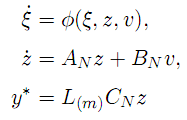 ξ̇ = ϕ(ξ, z, v),
ż = A_N z + B_N v,
y* = L_(m) C_N z